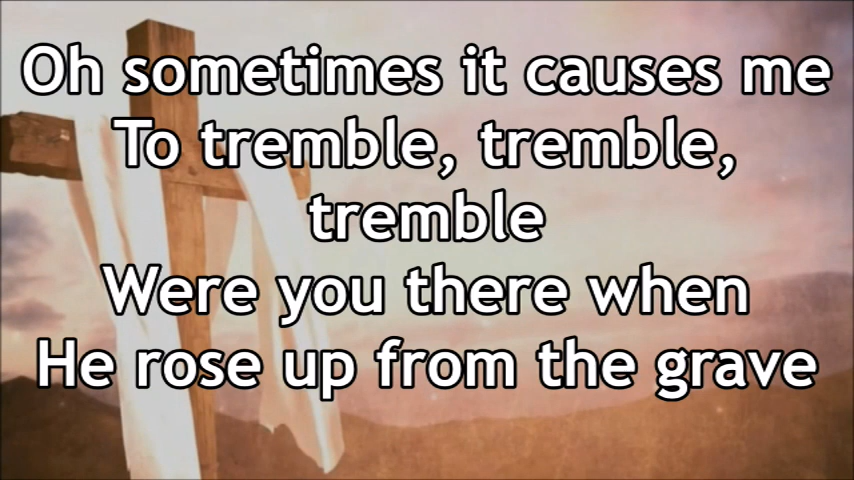 Oh sometimes it causes me
To tremble, tremble,
tremble
Were you there when
He rose up from the grave